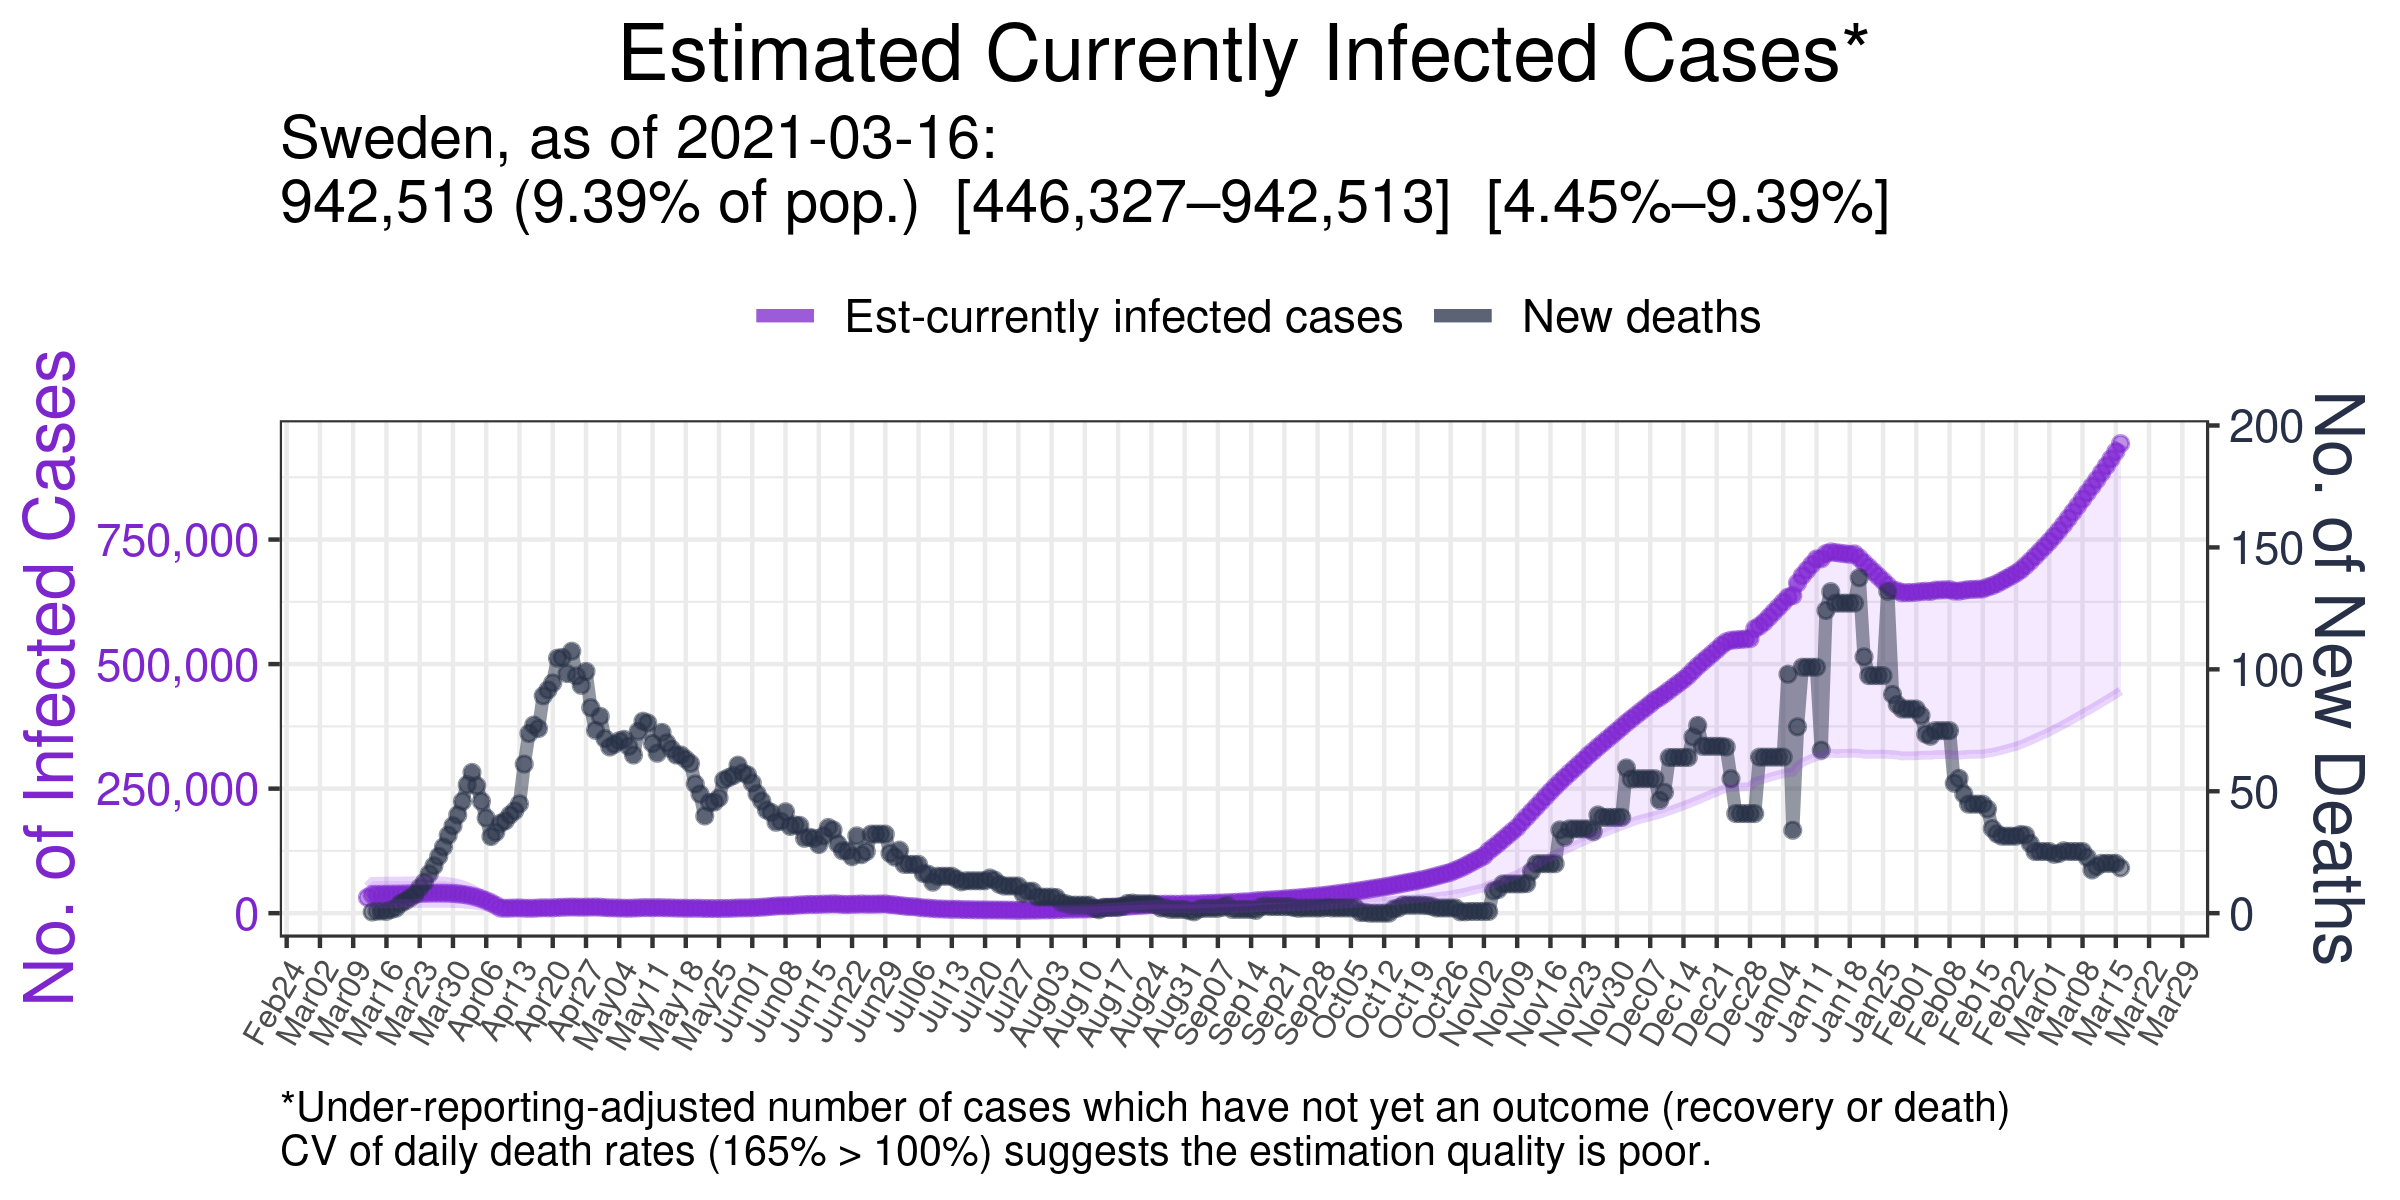 Estimated Currently Infected Cases*
Sweden, as of 2021-03-16:
942,513 (9.39% of pop.) [446,327–942,513] [4.45%–9.39%]
Est-currently infected cases
New deaths
No. of Infected Cases
750,000
500,000
250,000
0
200
150
100
50
0
No. of New Deaths
Feb24
Mar02
Mar09
Mar16
Mar23
Mar30
Apr06
Apr13
Apr20
Apr27
May04
May11
May18
May25
Jun01
Jun08
Jun15
Jun22
Jun29
Jul06
Jul13
Jul20
Jul27
Aug03
Aug10
Aug17
Aug24
Aug31
Sep07
Sep14
Sep21
Sep28
Oct05
Oct12
Oct19
Oct26
Nov02
Nov09
Nov16
Nov23
Nov30
Dec07
Dec14
Dec21
Dec28
Jan04
Jan11
Jan18
Jan25
Feb01
Feb08
Feb15
Feb22
Mar01
Mar08
Mar15
Mar22
Mar29
*Under-reporting-adjusted number of cases which have not yet an outcome (recovery or death)
CV of daily death rates (165% > 100%) suggests the estimation quality is poor.